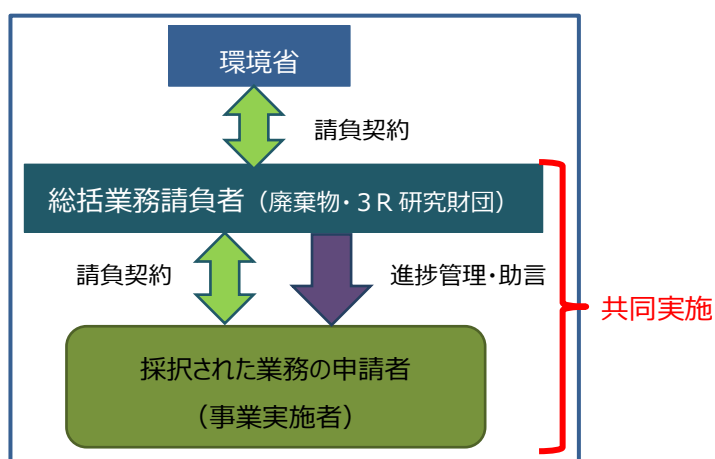 環境省
請負契約
総括業務請負者（廃棄物・３Ｒ研究財団）
請負契約
進捗管理・助言
共同実施
採択された業務の申請者
（事業実施者）